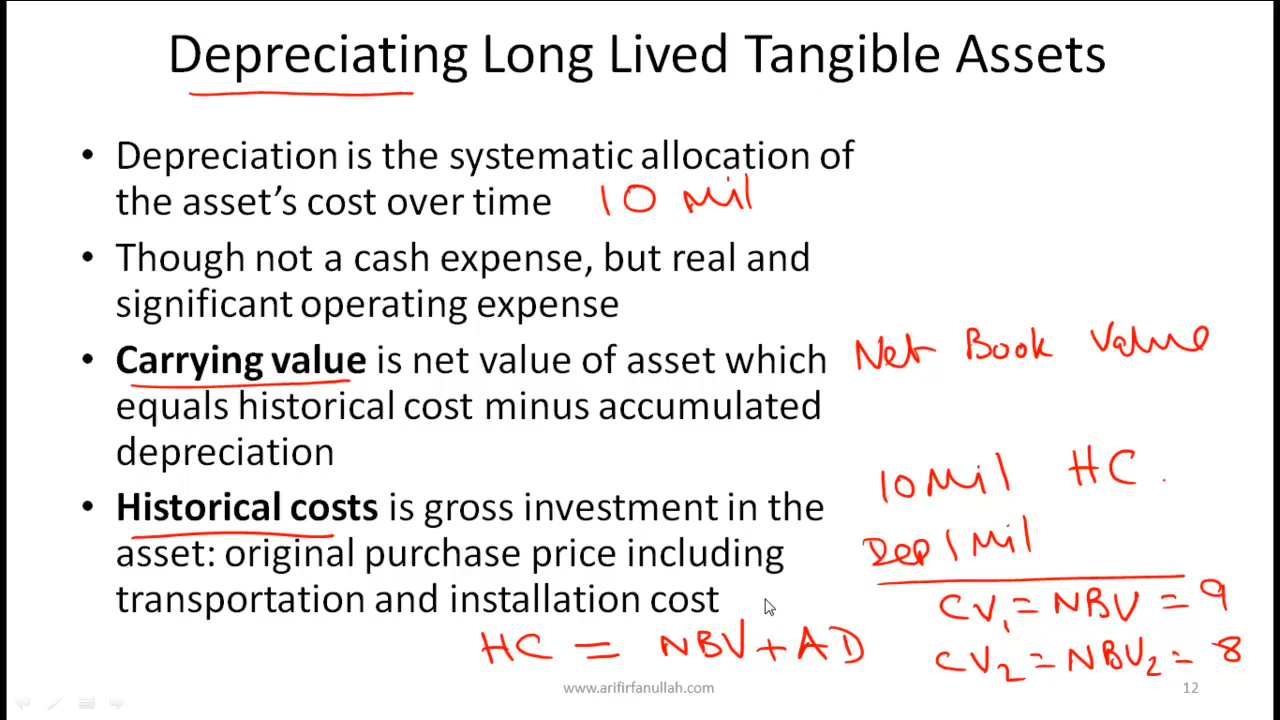 Depreciating Long Lived Tangible Assets
• Depreciation is the systematic allocation of
the asset's cost over time 10 Mil
• Though not a cash expense, but real and
significant operating expense
• Carrying value is net value of asset which Net Book Value
equals historical cost minus accumulated
depreciation
10 Mil HC.
• Historical costs is gross investment in the
asset: original purchase price including
Dep 1 Mil
transportation and installation cost
CV₁ = NBV = 9
HC = NBV + AD
CV₂ = NBV₂ = 8
www.arifirfanullah.com 12